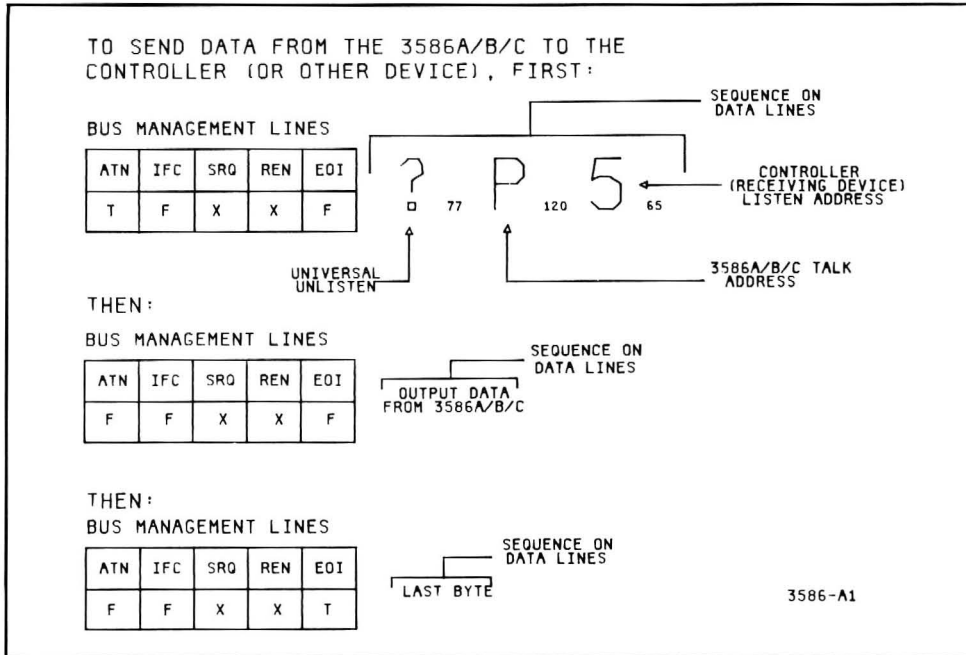 TO SEND DATA FROM THE 3586A/B/C TO THE
CONTROLLER (OR OTHER DEVICE), FIRST:
SEQUENCE ON
DATA LINES
BUS MANAGEMENT LINES
ATN IFC SRQ REN EOI
T F X X F
? 77 P 120 5 65
CONTROLLER
(RECEIVING DEVICE)
LISTEN ADDRESS
UNIVERSAL
UNLISTEN
3586A/B/C TALK
ADDRESS
THEN:
BUS MANAGEMENT LINES
ATN IFC SRQ REN EOI
F F X X F
SEQUENCE ON
DATA LINES
OUTPUT DATA
FROM 3586A/B/C
THEN:
BUS MANAGEMENT LINES
ATN IFC SRQ REN EOI
F F X X T
SEQUENCE ON
DATA LINES
LAST BYTE
3586-A1